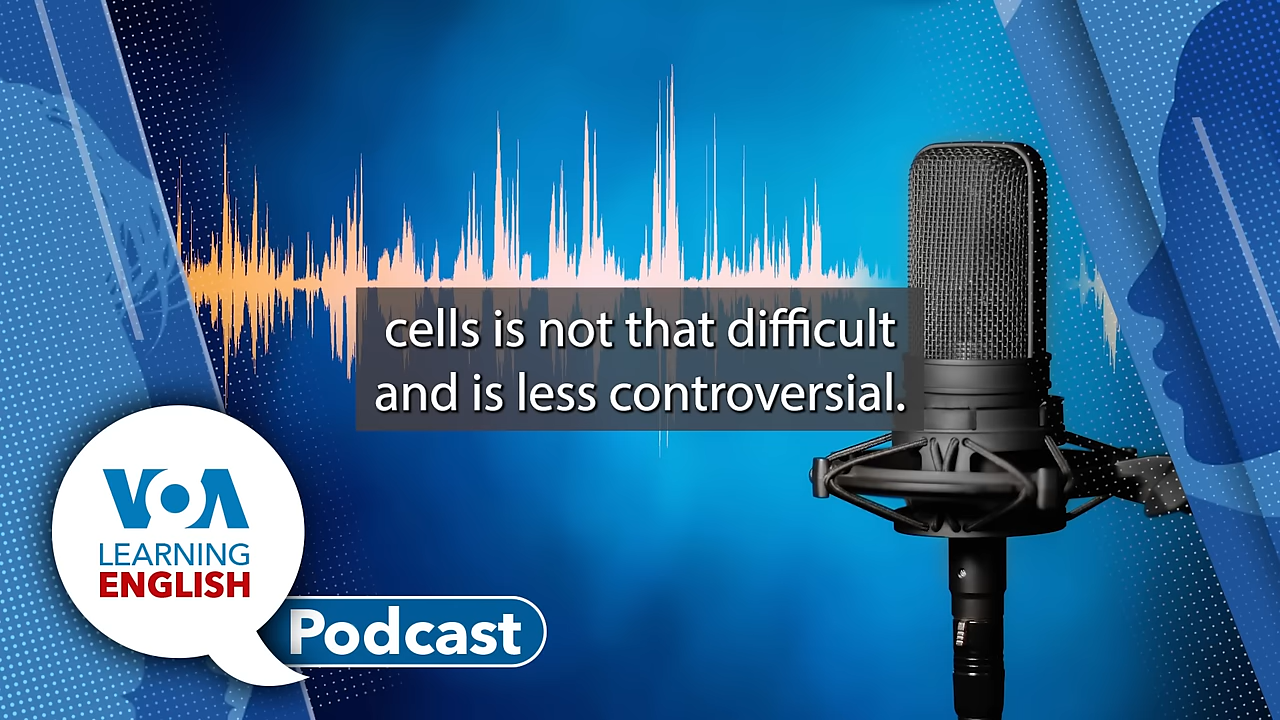 cells is not that difficult
and is less controversial.
VOA
LEARNING
ENGLISH
Podcast